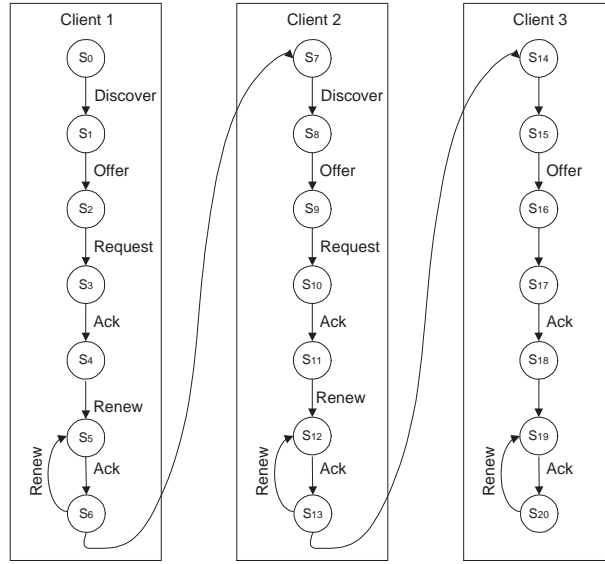 Client 1
S0
Discover
S1
Offer
S2
Request
S3
Ack
S4
Renew
S5
Renew
Ack
S6
Client 2
S7
Discover
S8
Offer
S9
Request
S10
Ack
S11
Renew
S12
Renew
Ack
S13
Client 3
S14
S15
Offer
S16
S17
Ack
S18
S19
Renew
Ack
S20